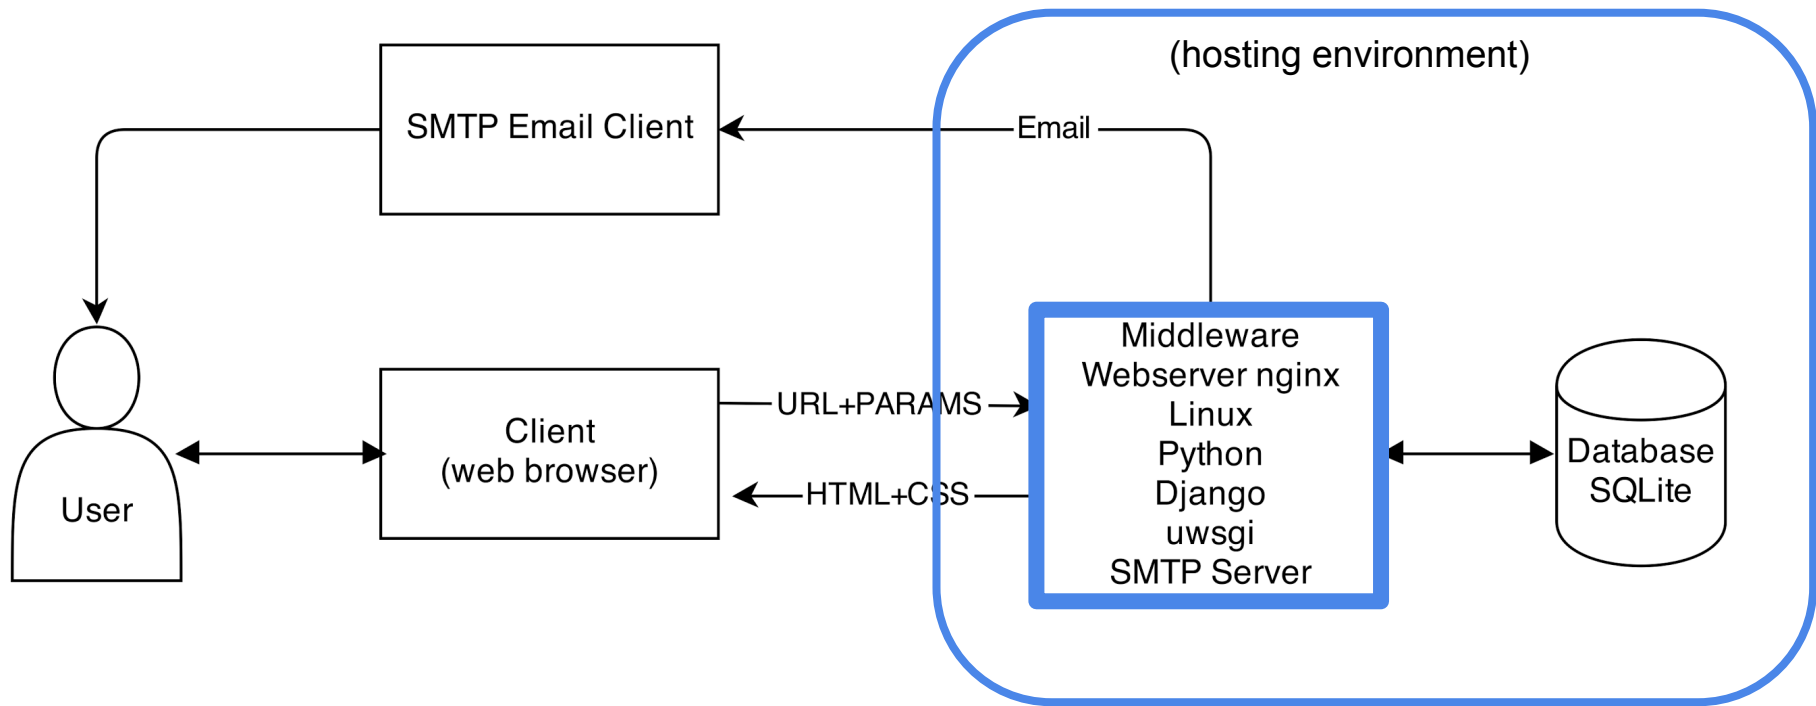 (hosting environment)
SMTP Email Client
Email
User
Client
(web browser)
URL+PARAMS
HTML+CSS
Middleware
Webserver nginx
Linux
Python
Django
uwsgi
SMTP Server
Database
SQLite